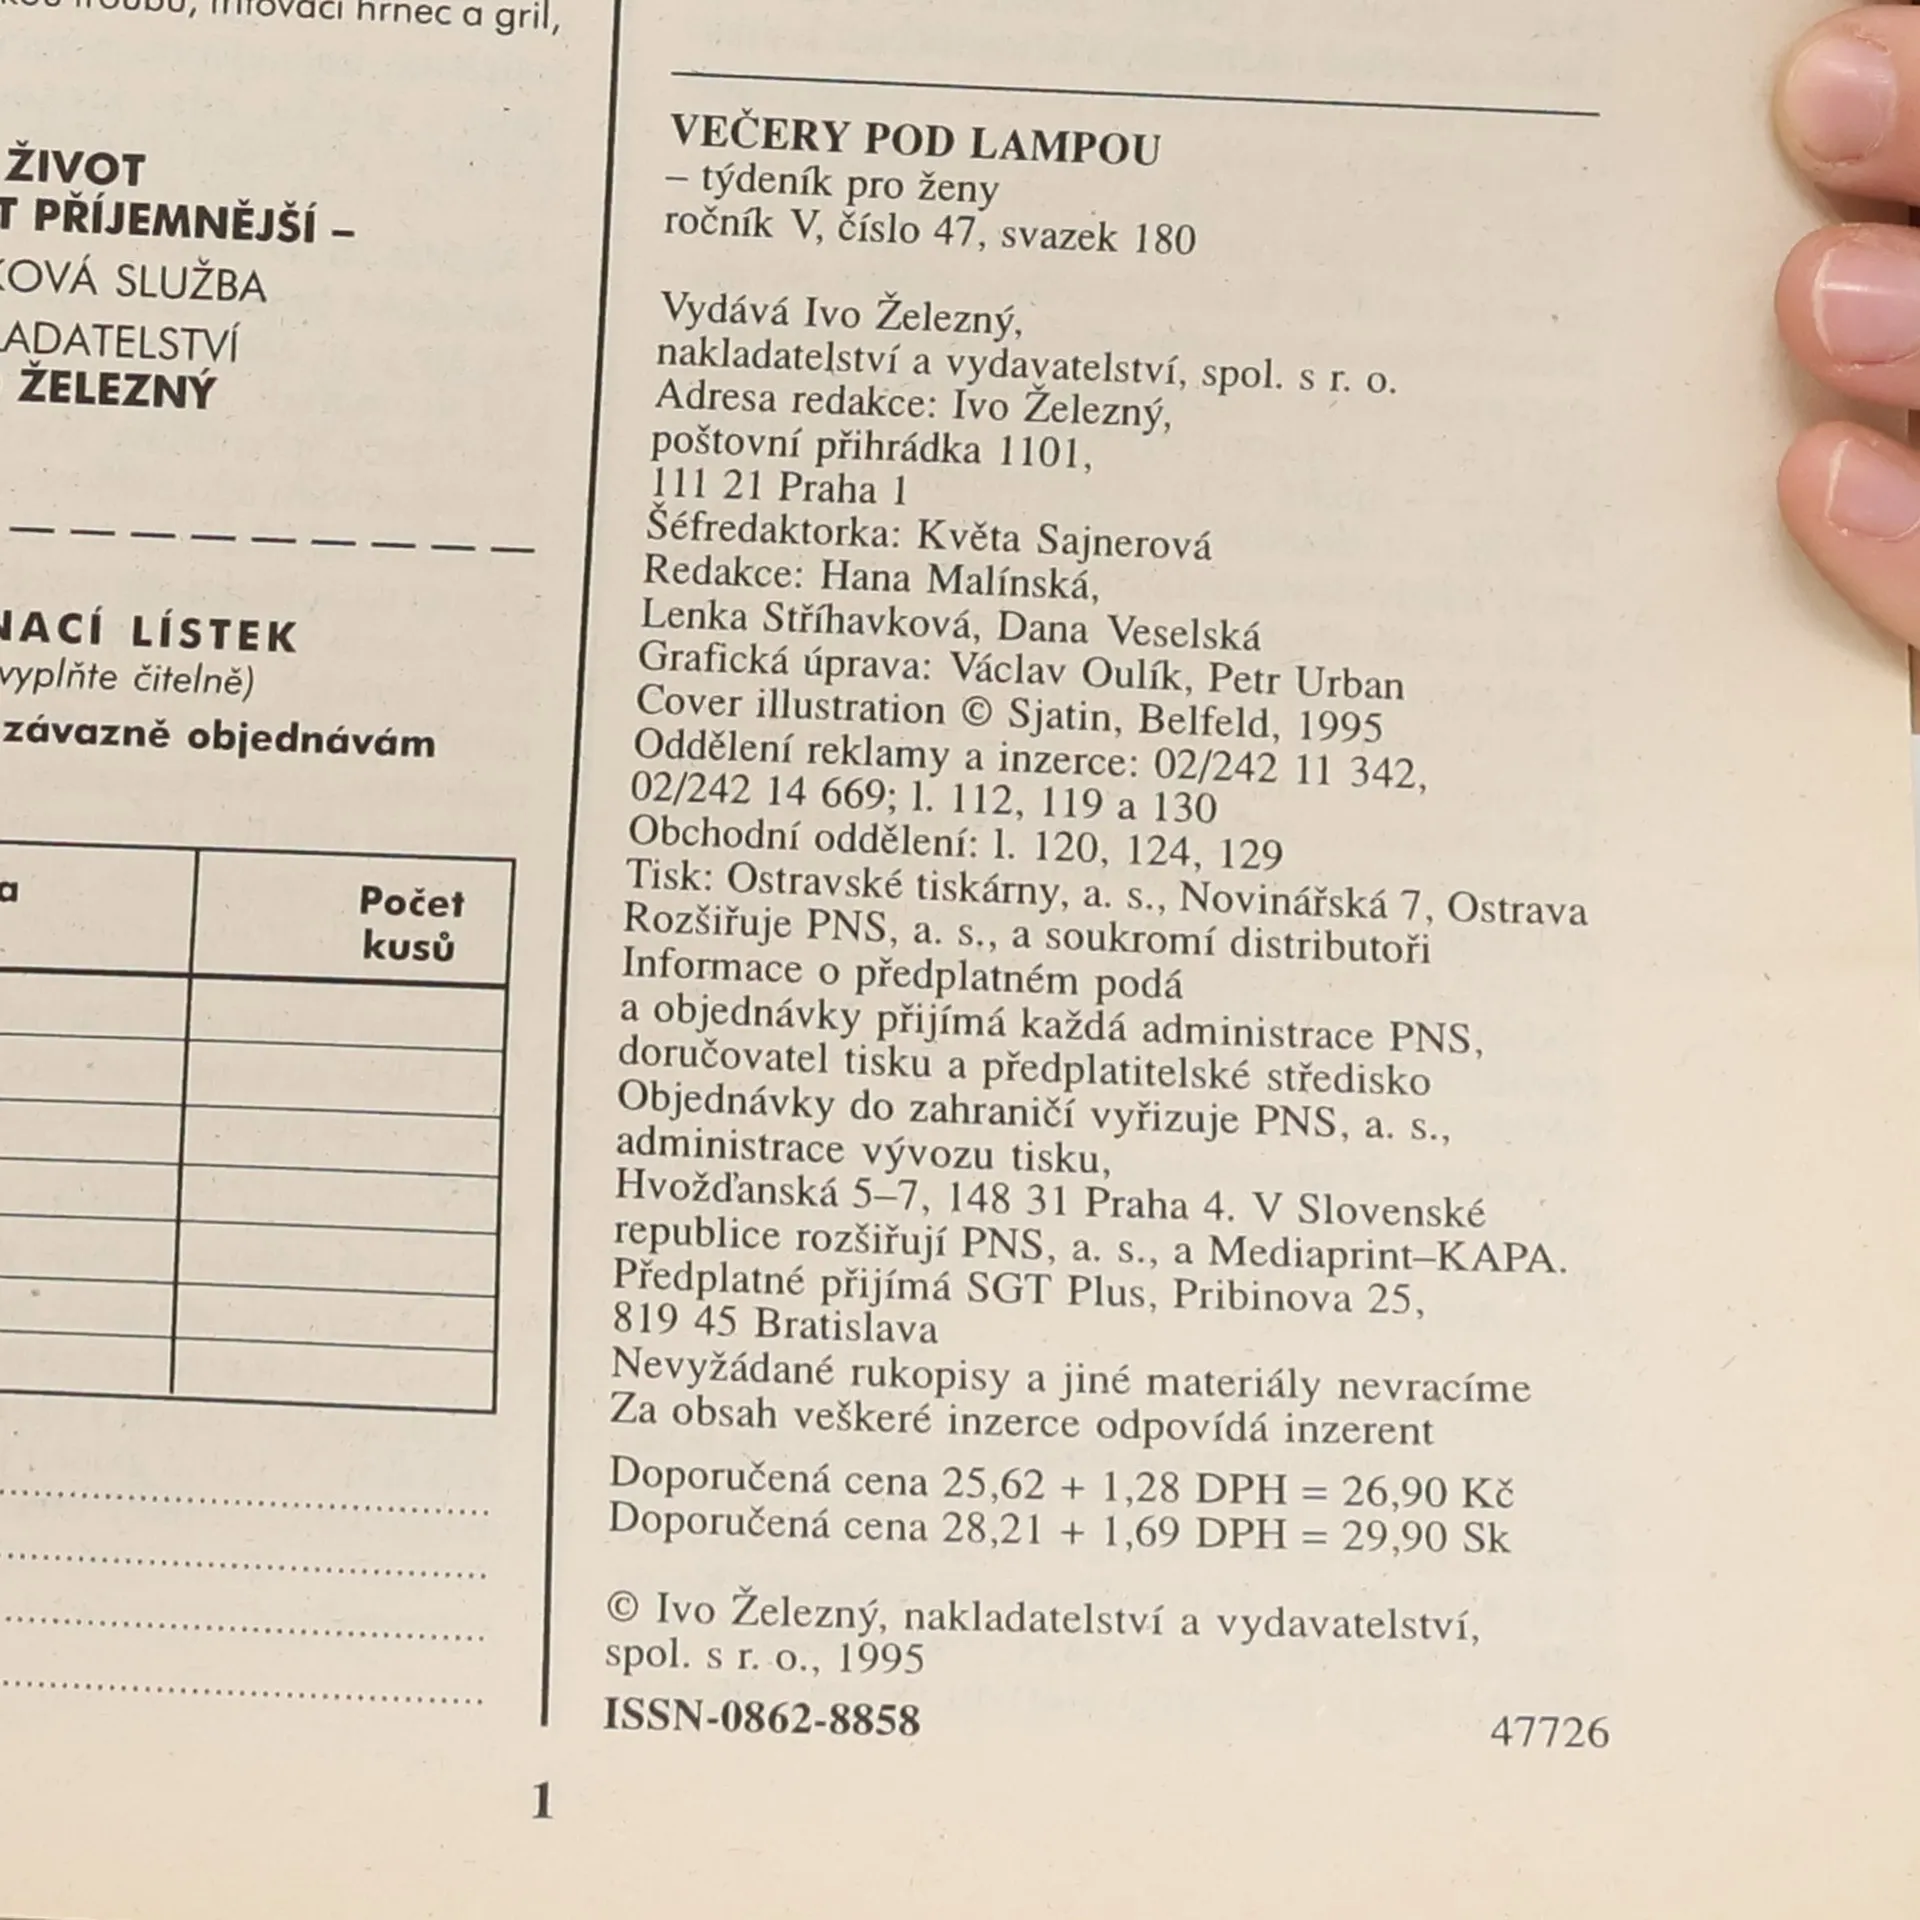 hrnec a gril,
ŽIVOT
PŘÍJEMNĚJŠÍ –
SLUŽBA
ŽELEZNÝ
LÍSTEK
vyplňte čitelně)
závazně objednávám
Počet
kusů
VEČERY POD LAMPOU
– týdeník pro ženy
ročník V, číslo 47, svazek 180
Vydává Ivo Železný,
nakladatelství a vydavatelství, spol. s r. o.
Adresa redakce: Ivo Železný,
poštovní přihrádka 1101,
111 21 Praha 1
Šéfredaktorka: Květa Sajnerová
Redakce: Hana Malínská,
Lenka Stříhavková, Dana Veselská
Grafická úprava: Václav Oulík, Petr Urban
Cover illustration © Sjatin, Belfeld, 1995
Oddělení reklamy a inzerce: 02/242 11 342,
02/242 14 669; l. 112, 119 a 130
Obchodní oddělení: l. 120, 124, 129
Tisk: Ostravské tiskárny, a. s., Novinářská 7, Ostrava
Rozšiřuje PNS, a. s., a soukromí distributoři
Informace o předplatném podá
a objednávky přijímá každá administrace PNS,
doručovatel tisku a předplatitelské středisko
Objednávky do zahraničí vyřizuje PNS, a. s.,
administrace vývozu tisku,
Hvožďanská 5–7, 148 31 Praha 4. V Slovenské
republice rozšiřují PNS, a. s., a Mediaprint–KAPA.
Předplatné přijímá SGT Plus, Pribinova 25,
819 45 Bratislava
Nevyžádané rukopisy a jiné materiály nevracíme
Za obsah veškeré inzerce odpovídá inzerent
Doporučená cena 25,62 + 1,28 DPH = 26,90 Kč
Doporučená cena 28,21 + 1,69 DPH = 29,90 Sk
© Ivo Železný, nakladatelství a vydavatelství,
spol. s r. o., 1995
ISSN-0862-8858 47726
1